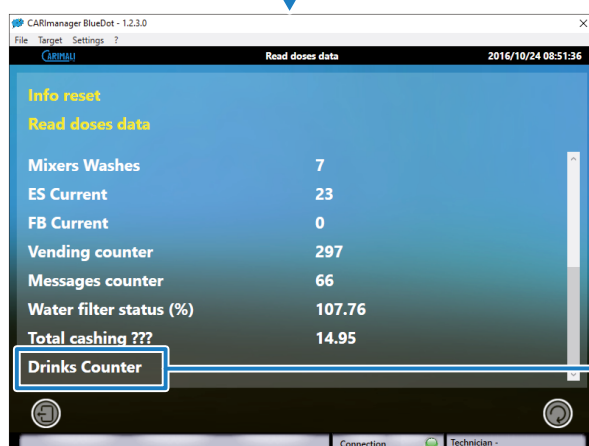 CARImanager BlueDot - 1.2.3.0
File Target Settings ?
CARIMALI Read doses data 2016/10/24 08:51:36
Info reset
Read doses data
Mixers Washes 7
ES Current 23
FB Current 0
Vending counter 297
Messages counter 66
Water filter status (%) 107.76
Total cashing ??? 14.95
Drinks Counter
Connection Technician -